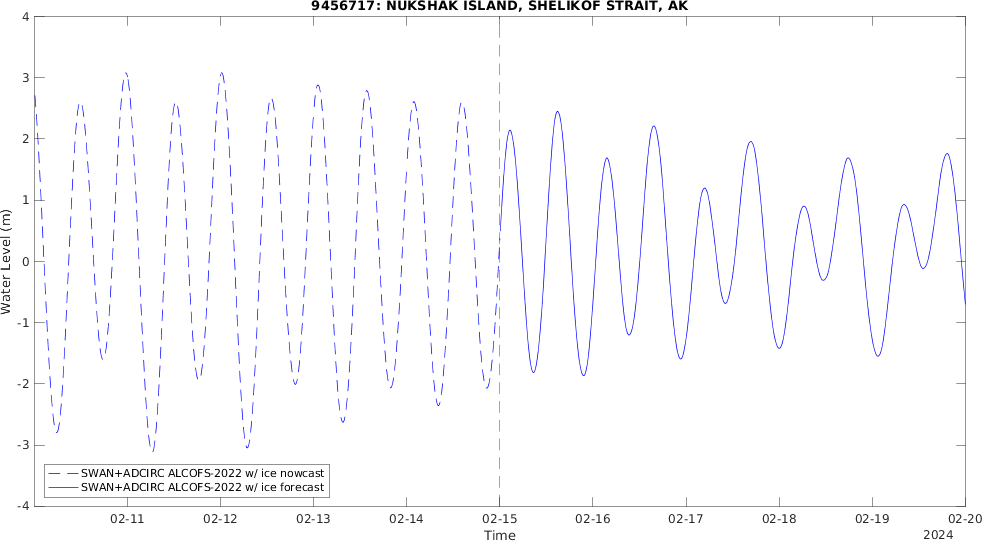 9456717: NUKSHAK ISLAND, SHELIKOF STRAIT, AK
4
3
2
1
0
-1
-2
-3
-4
Water Level (m)
SWAN+ADCIRC ALCOFS-2022 w/ ice nowcast
SWAN+ADCIRC ALCOFS-2022 w/ ice forecast
02-11 02-12 02-13 02-14 02-15 02-16 02-17 02-18 02-19 02-20
Time
2024